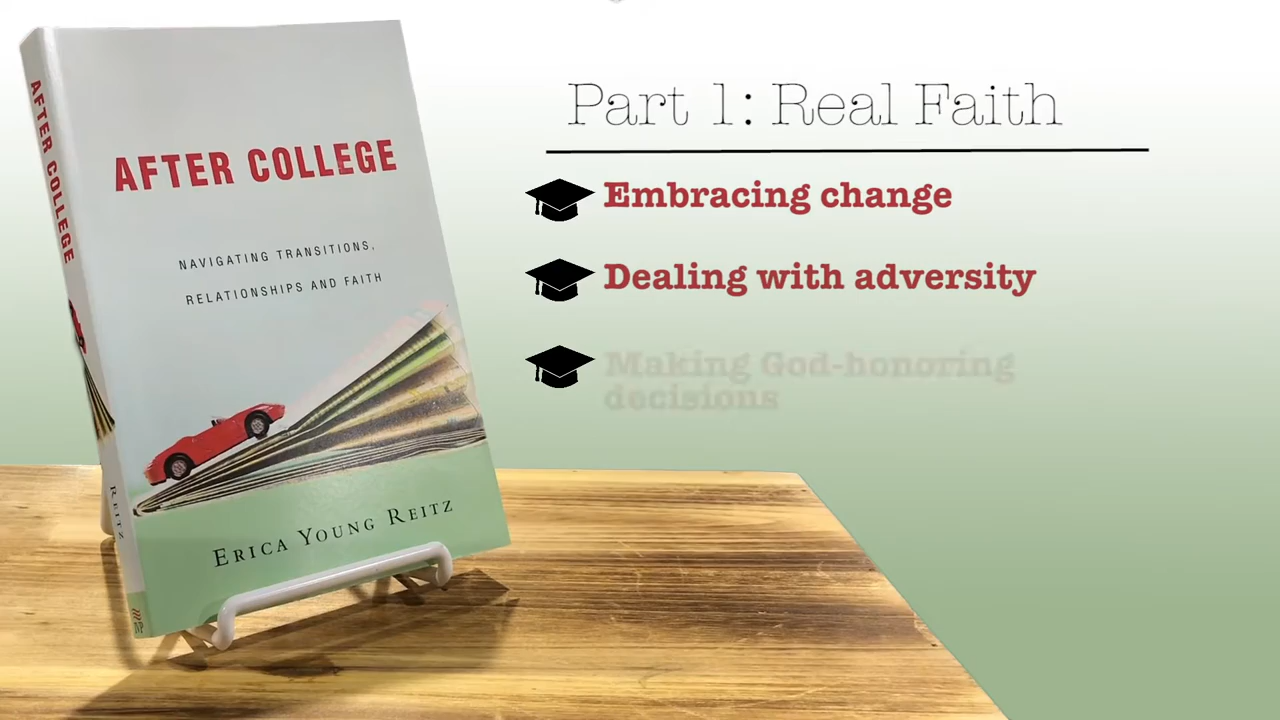 AFTER COLLEGE
REITZ
AFTER COLLEGE
NAVIGATING TRANSITIONS,
RELATIONSHIPS AND FAITH
ERICA YOUNG REITZ
Part 1: Real Faith
Embracing change
Dealing with adversity
Making God-honoring
decisions